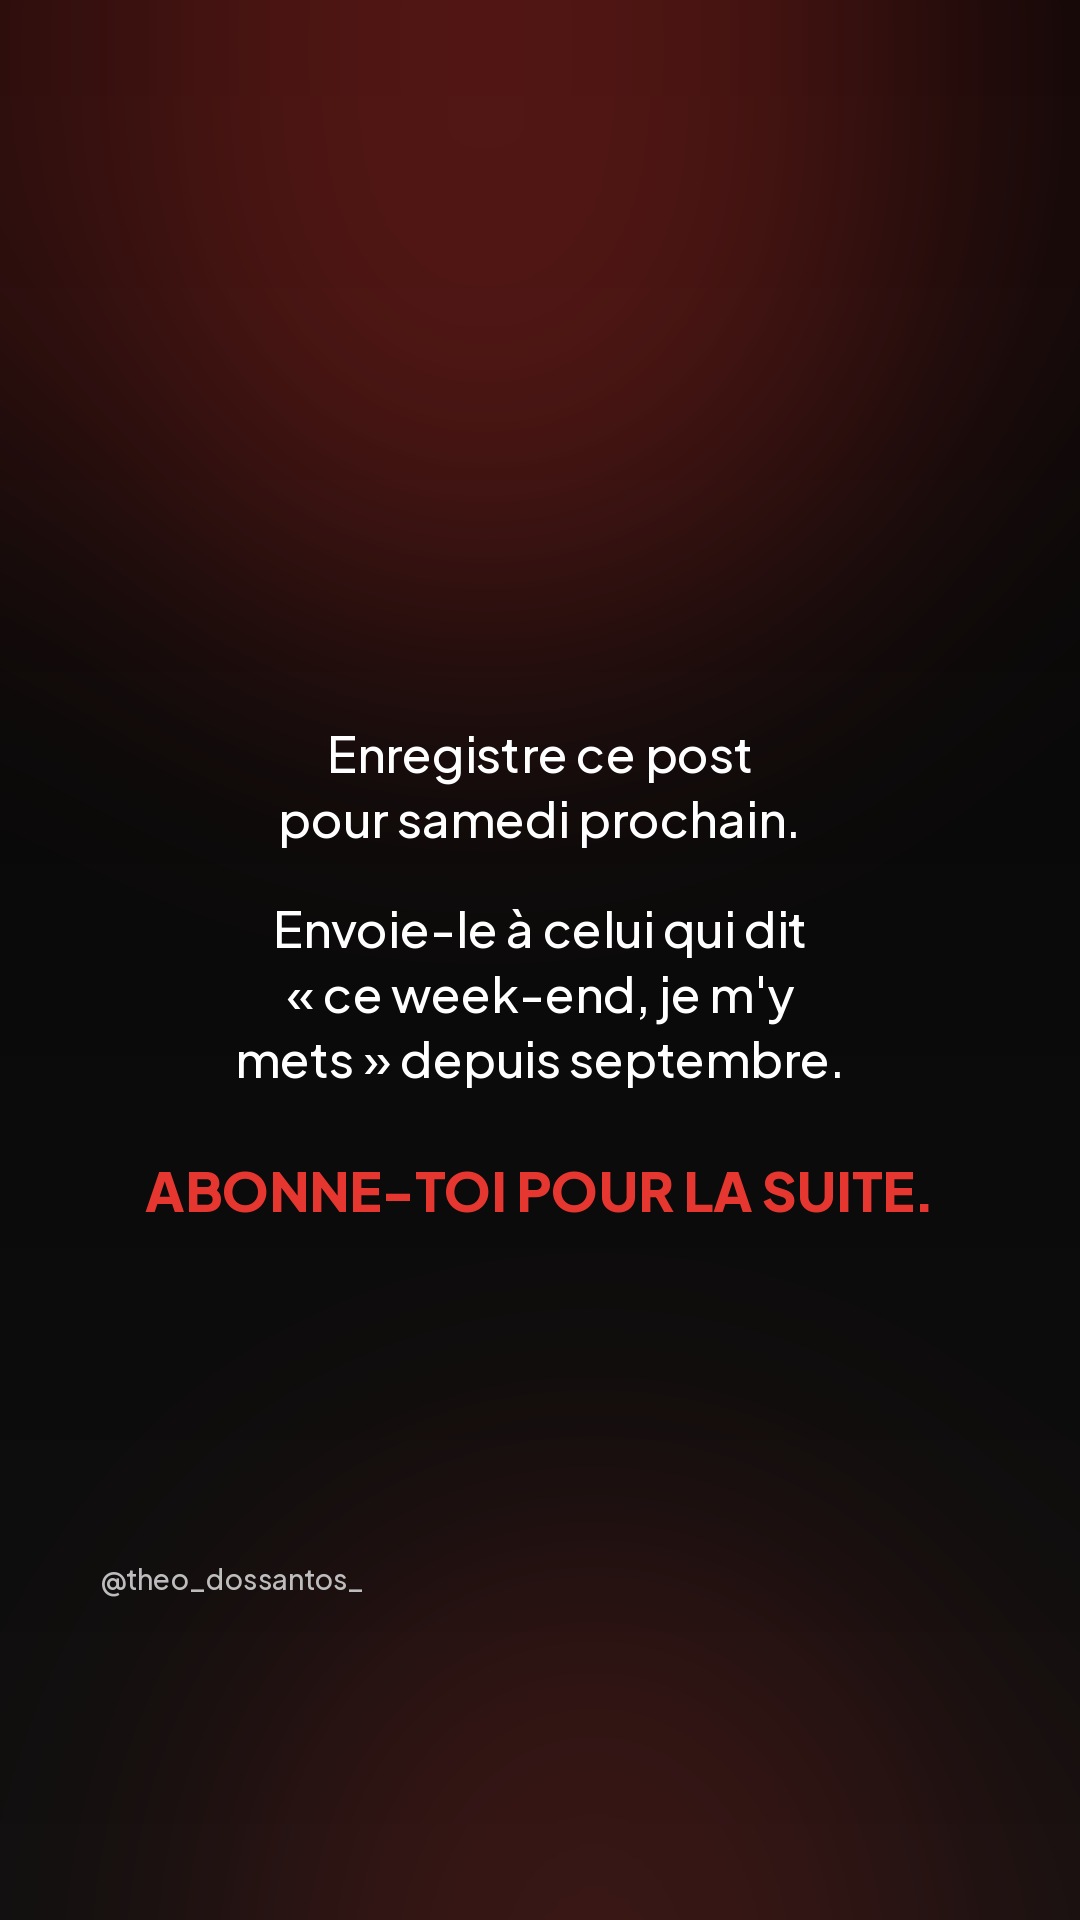 Enregistre ce post
pour samedi prochain.
Envoie-le à celui qui dit
« ce week-end, je m'y
mets » depuis septembre.
ABONNE-TOI POUR LA SUITE.
@theo_dossantos_